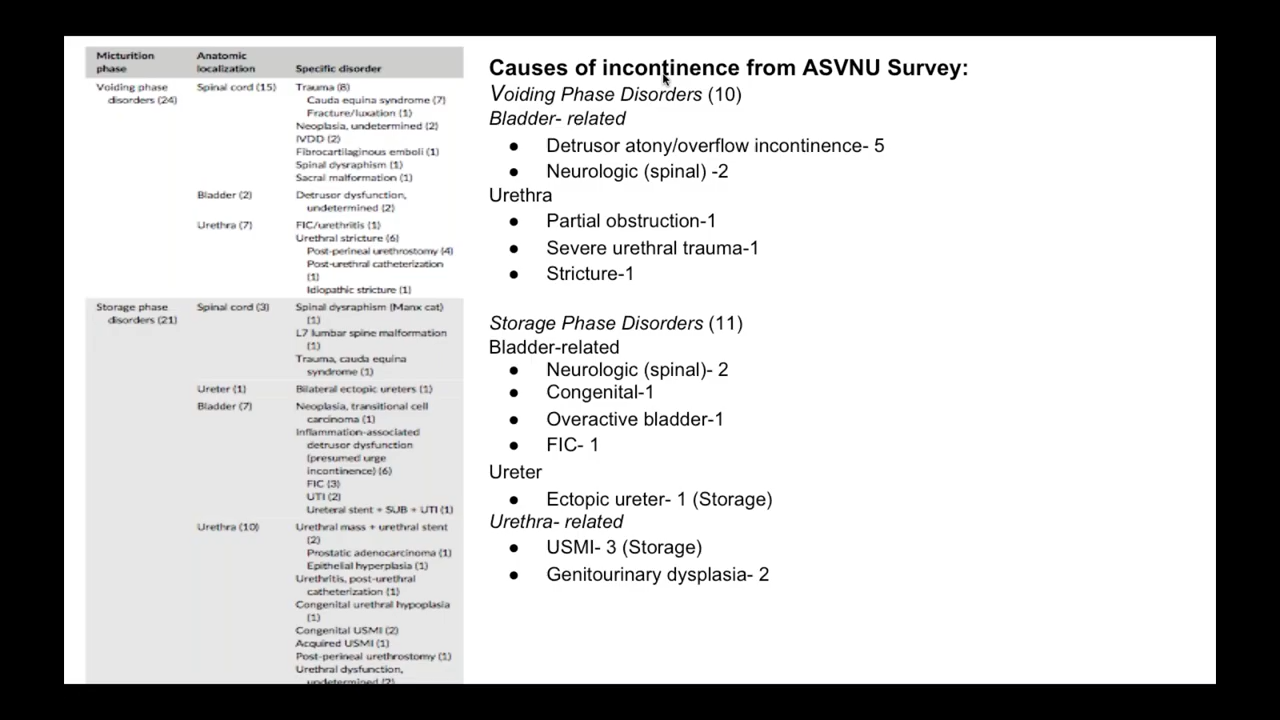 Micturition phase
Anatomic localization
Specific disorder
Voiding phase disorders (24)
Spinal cord (15)
Trauma (8)
Cauda equina syndrome (7)
Fracture/luxation (1)
Neoplasia, undetermined (2)
IVDD (2)
Fibrocartilaginous emboli (1)
Spinal dysraphism (1)
Sacral malformation (1)
Bladder (2)
Detrusor dysfunction,
undetermined (2)
Urethra (7)
FIC/urethritis (1)
Urethral stricture (6)
Post-perineal urethrostomy (4)
Post-urethral catheterization
(1)
Idiopathic stricture (1)
Storage phase disorders (21)
Spinal cord (3)
Spinal dysraphism (Manx cat)
(1)
L7 lumbar spine malformation
(1)
Trauma, cauda equina
syndrome (1)
Ureter (1)
Bilateral ectopic ureters (1)
Bladder (7)
Neoplasia, transitional cell
carcinoma (1)
Inflammation-associated
detrusor dysfunction
(presumed urge
incontinence) (6)
FIC (3)
UTI (2)
Ureteral stent + SUB + UTI (1)
Urethra (10)
Urethral mass + urethral stent
(2)
Prostatic adenocarcinoma (1)
Epithelial hyperplasia (1)
Urethritis, post-urethral
catheterization (1)
Congenital urethral hypoplasia
(1)
Congenital USMI (2)
Acquired USMI (1)
Post-perineal urethrostomy (1)
Urethral dysfunction,
undetermined (2)
Causes of incontinence from ASVNU Survey:
Voiding Phase Disorders (10)
Bladder- related
● Detrusor atony/overflow incontinence- 5
● Neurologic (spinal) -2
Urethra
● Partial obstruction-1
● Severe urethral trauma-1
● Stricture-1
Storage Phase Disorders (11)
Bladder-related
● Neurologic (spinal)- 2
● Congenital-1
● Overactive bladder-1
● FIC- 1
Ureter
● Ectopic ureter- 1 (Storage)
Urethra- related
● USMI- 3 (Storage)
● Genitourinary dysplasia- 2